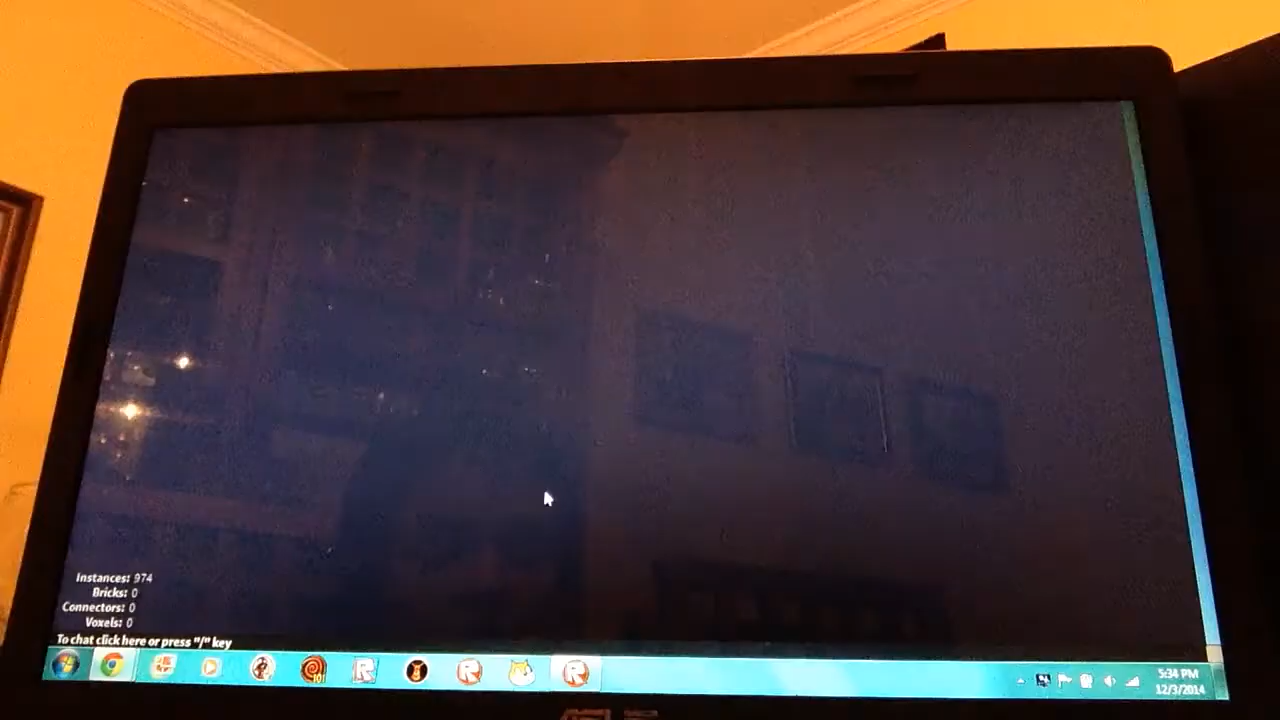 Instances: 974
Bricks: 0
Connectors: 0
Voxels: 0
To chat click here or press "/" key
5:34 PM
12/3/2014